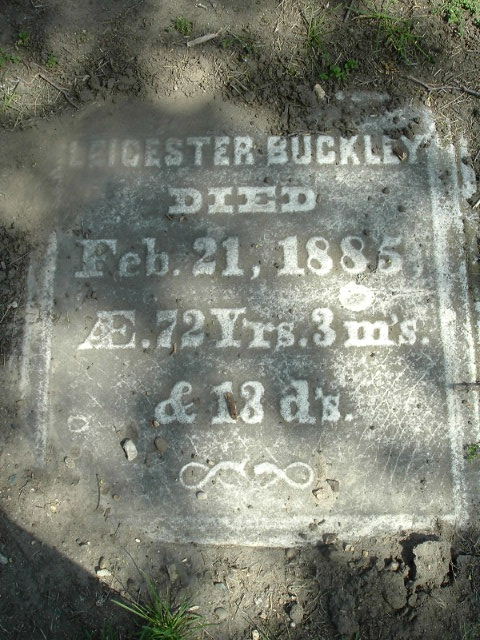 LEICESTER BUCKLEY
DIED
Feb. 21, 1885,
Æ. 72 Yrs. 3 m's.
& 13 d's.